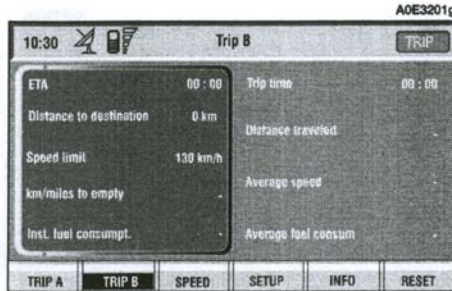 A0E3201g
10:30 Trip B TRIP
ETA 00 : 00
Distance to destination 0 km
Speed limit 130 km/h
km/miles to empty -
Inst. fuel consumpt. -
Trip time 00 : 00
Distance traveled -
Average speed -
Average fuel consum -
TRIP A TRIP B SPEED SETUP INFO RESET